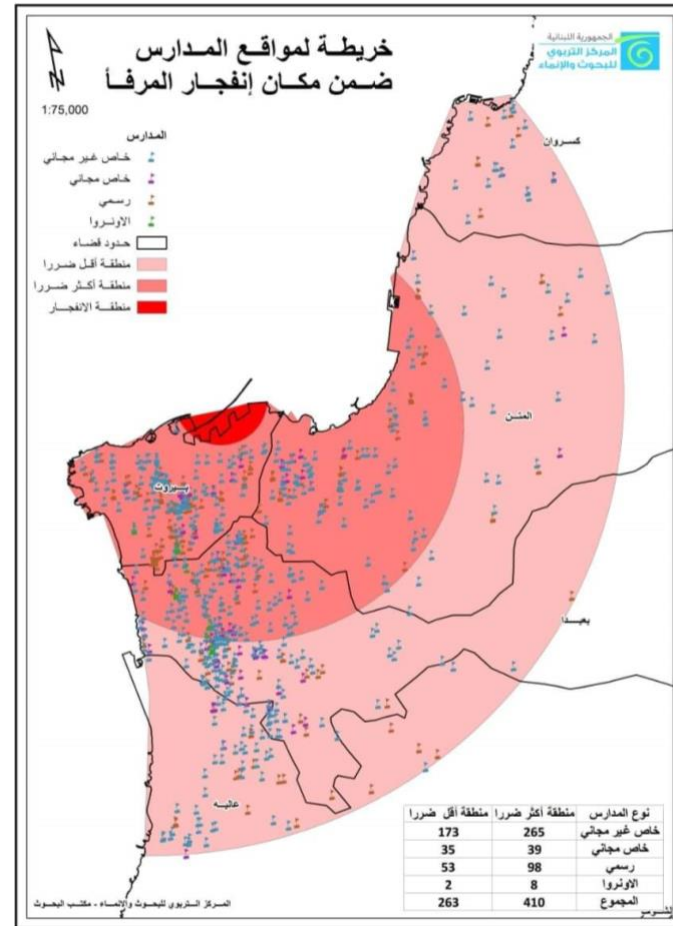 خريطة لمواقع المدارس
ضمن مكان إنفجار المرفأ
الجمهورية اللبنانية
المركز التربوي
للبحوث والإنماء
1:75,000
المدارس
خاص غير مجاني
خاص مجاني
رسمي
الاونروا
حدود قضاء
منطقة أقل ضررا
منطقة أكثر ضررا
منطقة الانفجار
كسروان
المتن
بيروت
بعبدا
عاليه
نوع المدارس منطقة أكثر ضررا منطقة أقل ضررا
خاص غير مجاني 265 173
خاص مجاني 39 35
رسمي 98 53
الاونروا 8 2
المجموع 410 263
المركز التربوي للبحوث والانماء - مكتب البحوث